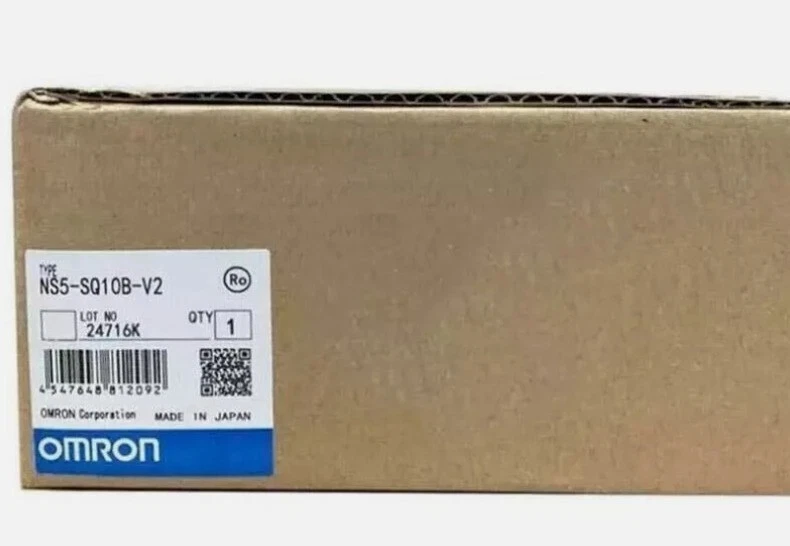 TYPE
NS5-SQ10B-V2
Ro
LOT NO
24716K
QTY
1
4 547648 812092
OMRON Corporation MADE IN JAPAN
OMRON